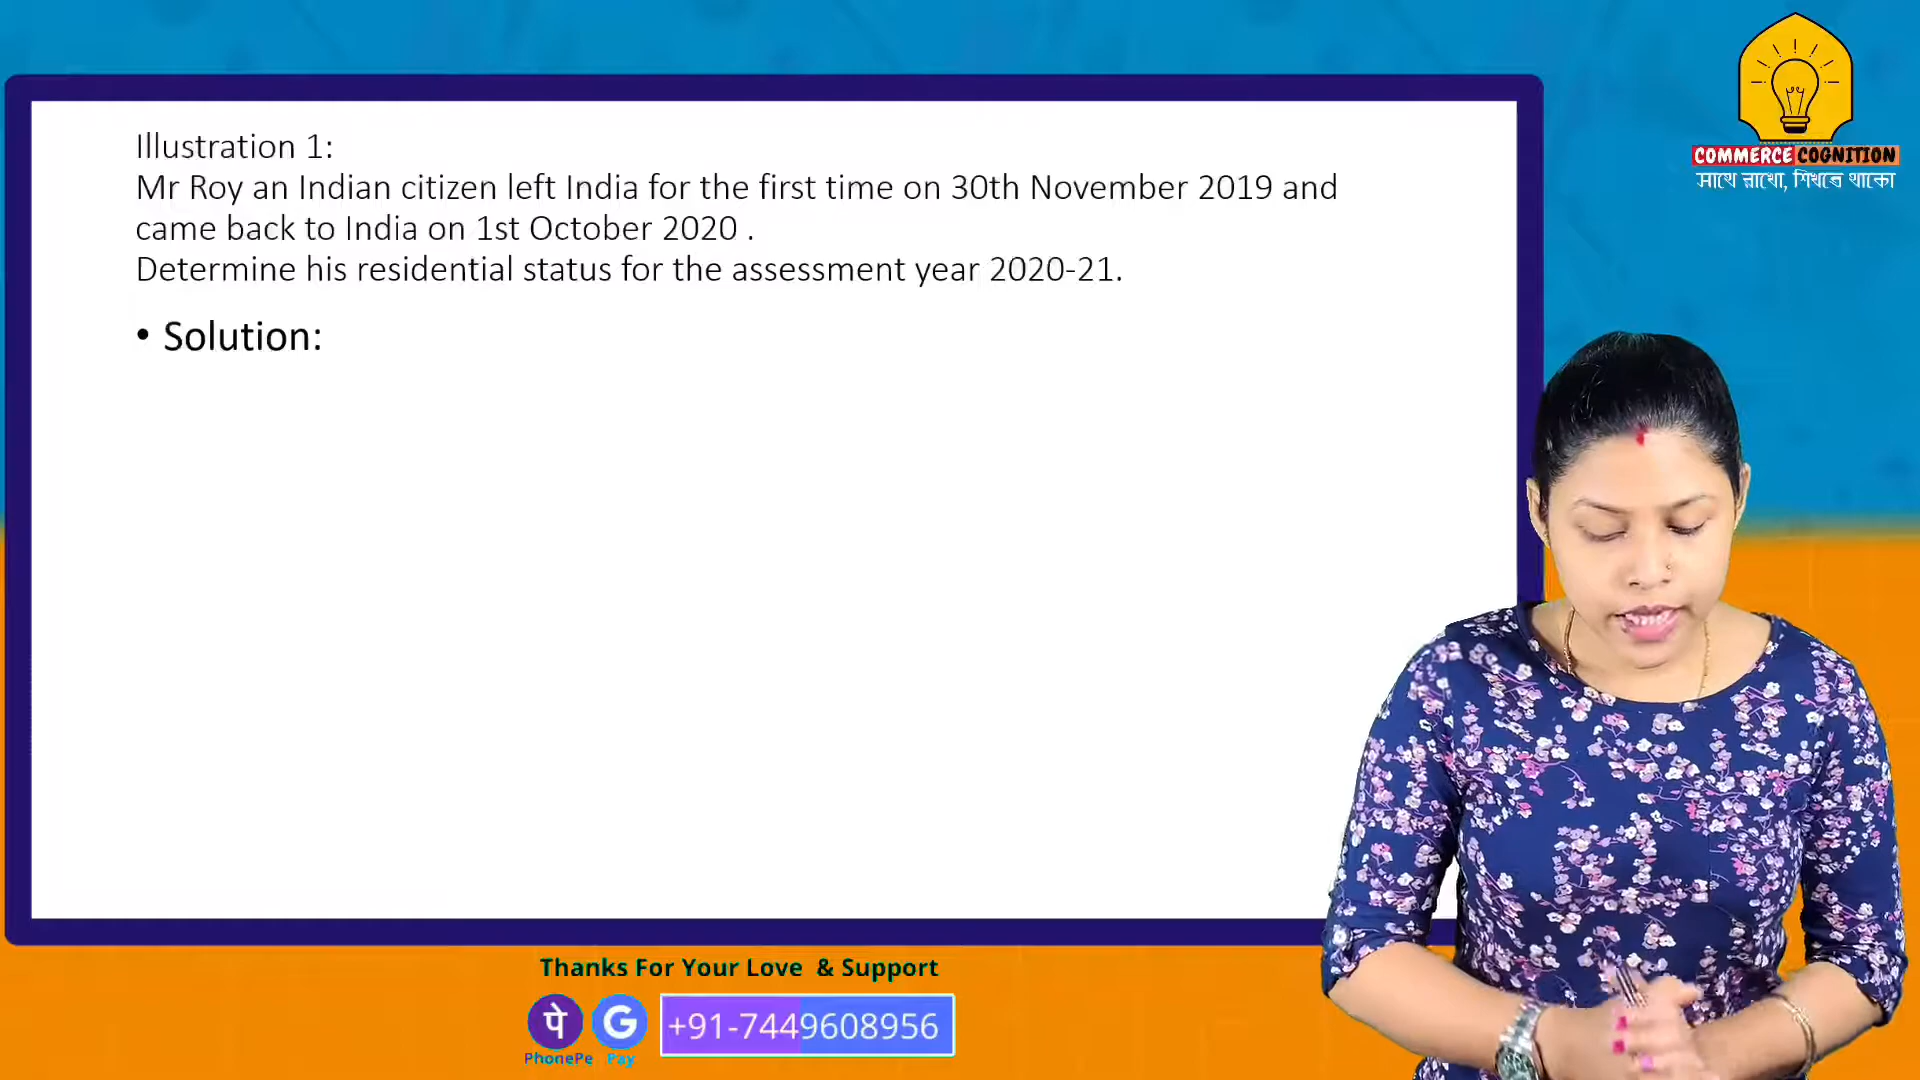 Illustration 1:
Mr Roy an Indian citizen left India for the first time on 30th November 2019 and
came back to India on 1st October 2020 .
Determine his residential status for the assessment year 2020-21.
• Solution:
COMMERCE COGNITION
সাথে রাখো, শিখতে থাকো
Thanks For Your Love & Support
पे
G
+91-7449608956
PhonePe Pay